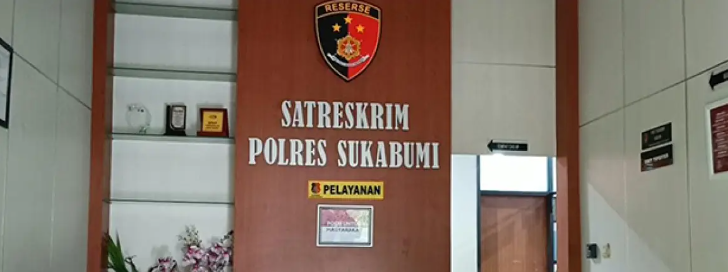 RESERSE
SATRESKRIM
POLRES SUKABUMI
PELAYANAN